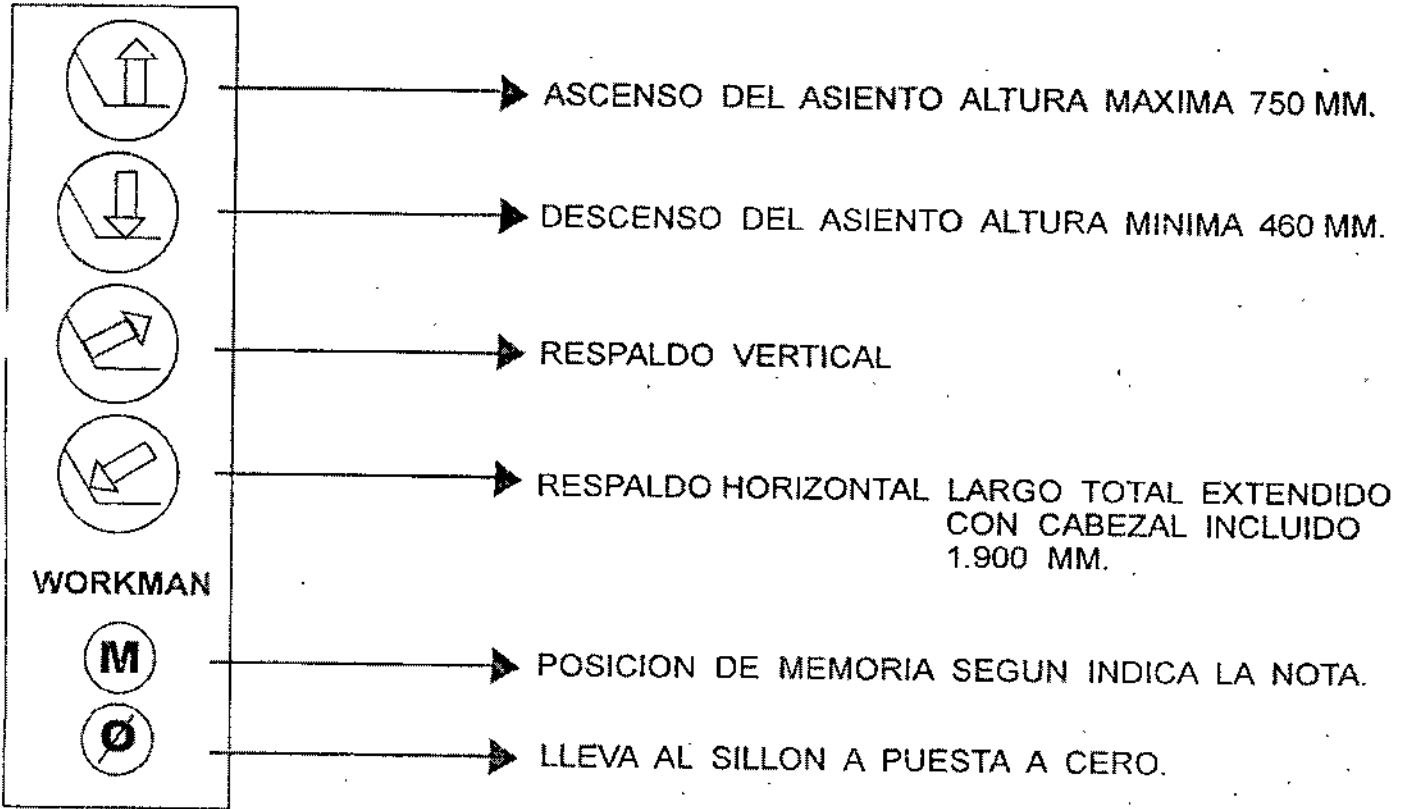 ASCENSO DEL ASIENTO ALTURA MAXIMA 750 MM.
DESCENSO DEL ASIENTO ALTURA MINIMA 460 MM.
RESPALDO VERTICAL
RESPALDO HORIZONTAL LARGO TOTAL EXTENDIDO
CON CABEZAL INCLUIDO
1.900 MM.
WORKMAN
M
POSICION DE MEMORIA SEGUN INDICA LA NOTA.
Ø
LLEVA AL SILLON A PUESTA A CERO.